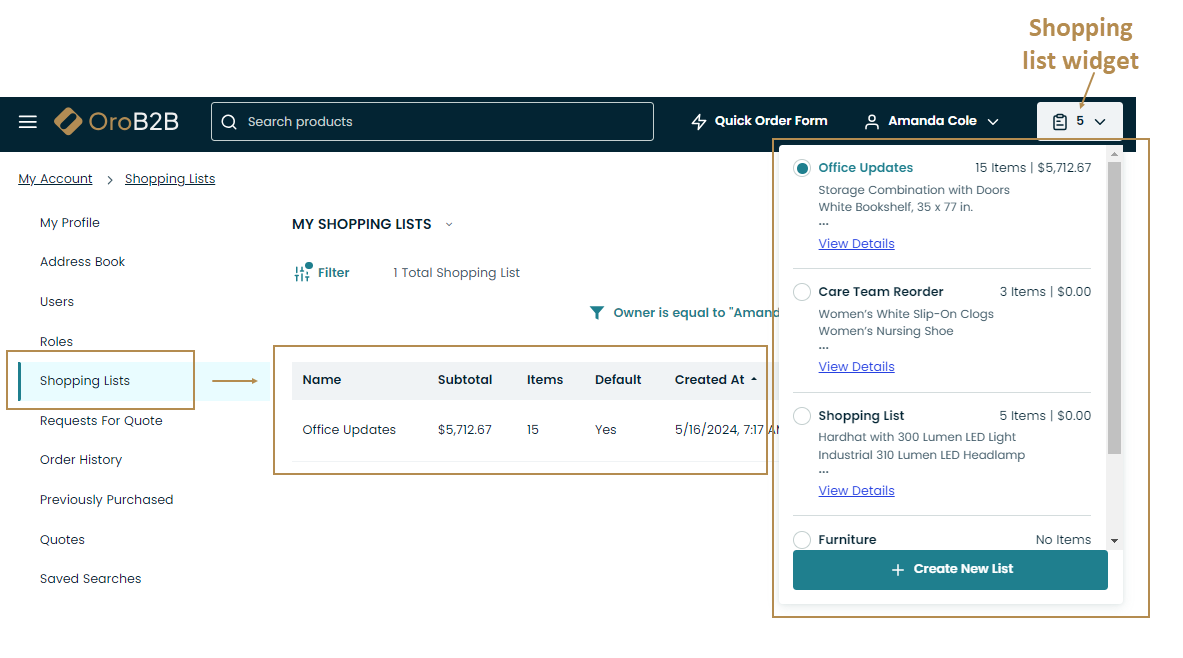 Shopping
list widget
OroB2B
Search products
Quick Order Form
Amanda Cole
5
My Account > Shopping Lists
My Profile
Address Book
Users
Roles
Shopping Lists
Requests For Quote
Order History
Previously Purchased
Quotes
Saved Searches
MY SHOPPING LISTS
Filter
1 Total Shopping List
Owner is equal to "Amand
Name Subtotal Items Default Created At
Office Updates $5,712.67 15 Yes 5/16/2024, 7:17 AM
Office Updates 15 Items | $5,712.67
Storage Combination with Doors
White Bookshelf, 35 x 77 in.
...
View Details
Care Team Reorder 3 Items | $0.00
Women’s White Slip-On Clogs
Women’s Nursing Shoe
...
View Details
Shopping List 5 Items | $0.00
Hardhat with 300 Lumen LED Light
Industrial 310 Lumen LED Headlamp
...
View Details
Furniture No Items
+ Create New List